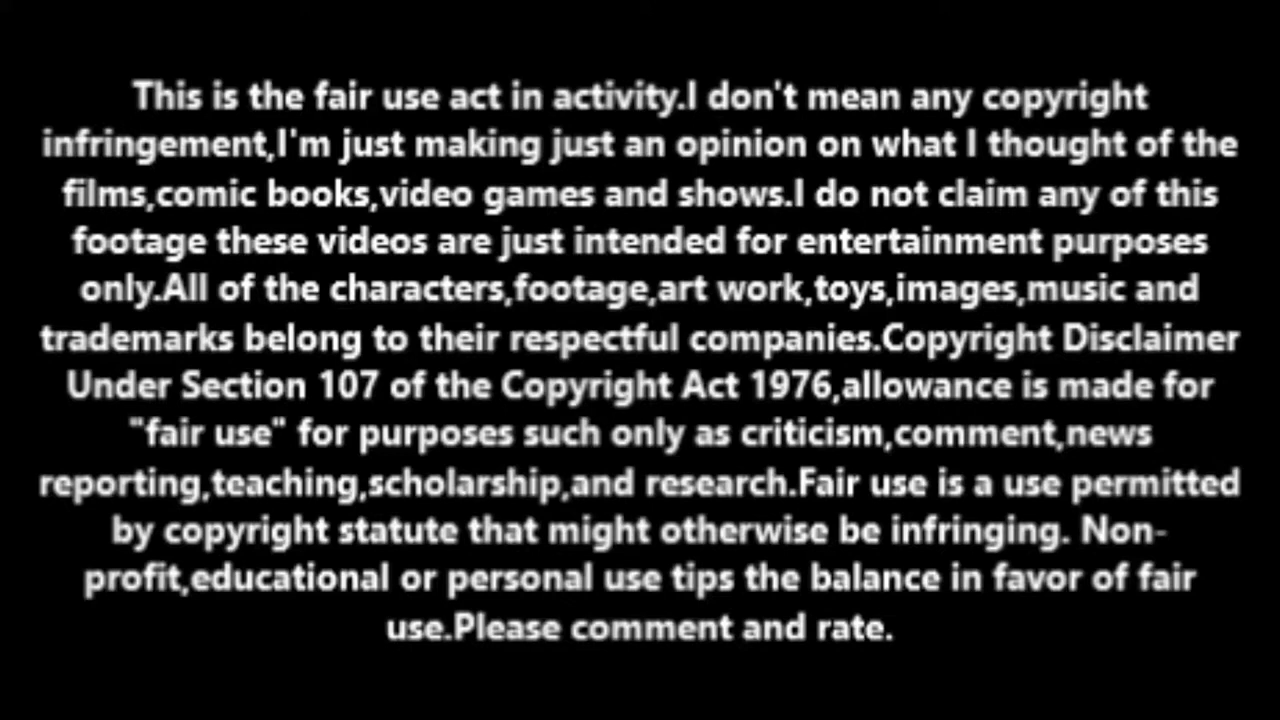 This is the fair use act in activity.I don't mean any copyright
infringement,I'm just making just an opinion on what I thought of the
films,comic books,video games and shows.I do not claim any of this
footage these videos are just intended for entertainment purposes
only.All of the characters,footage,art work,toys,images,music and
trademarks belong to their respectful companies.Copyright Disclaimer
Under Section 107 of the Copyright Act 1976,allowance is made for
"fair use" for purposes such only as criticism,comment,news
reporting,teaching,scholarship,and research.Fair use is a use permitted
by copyright statute that might otherwise be infringing. Non-
profit,educational or personal use tips the balance in favor of fair
use.Please comment and rate.